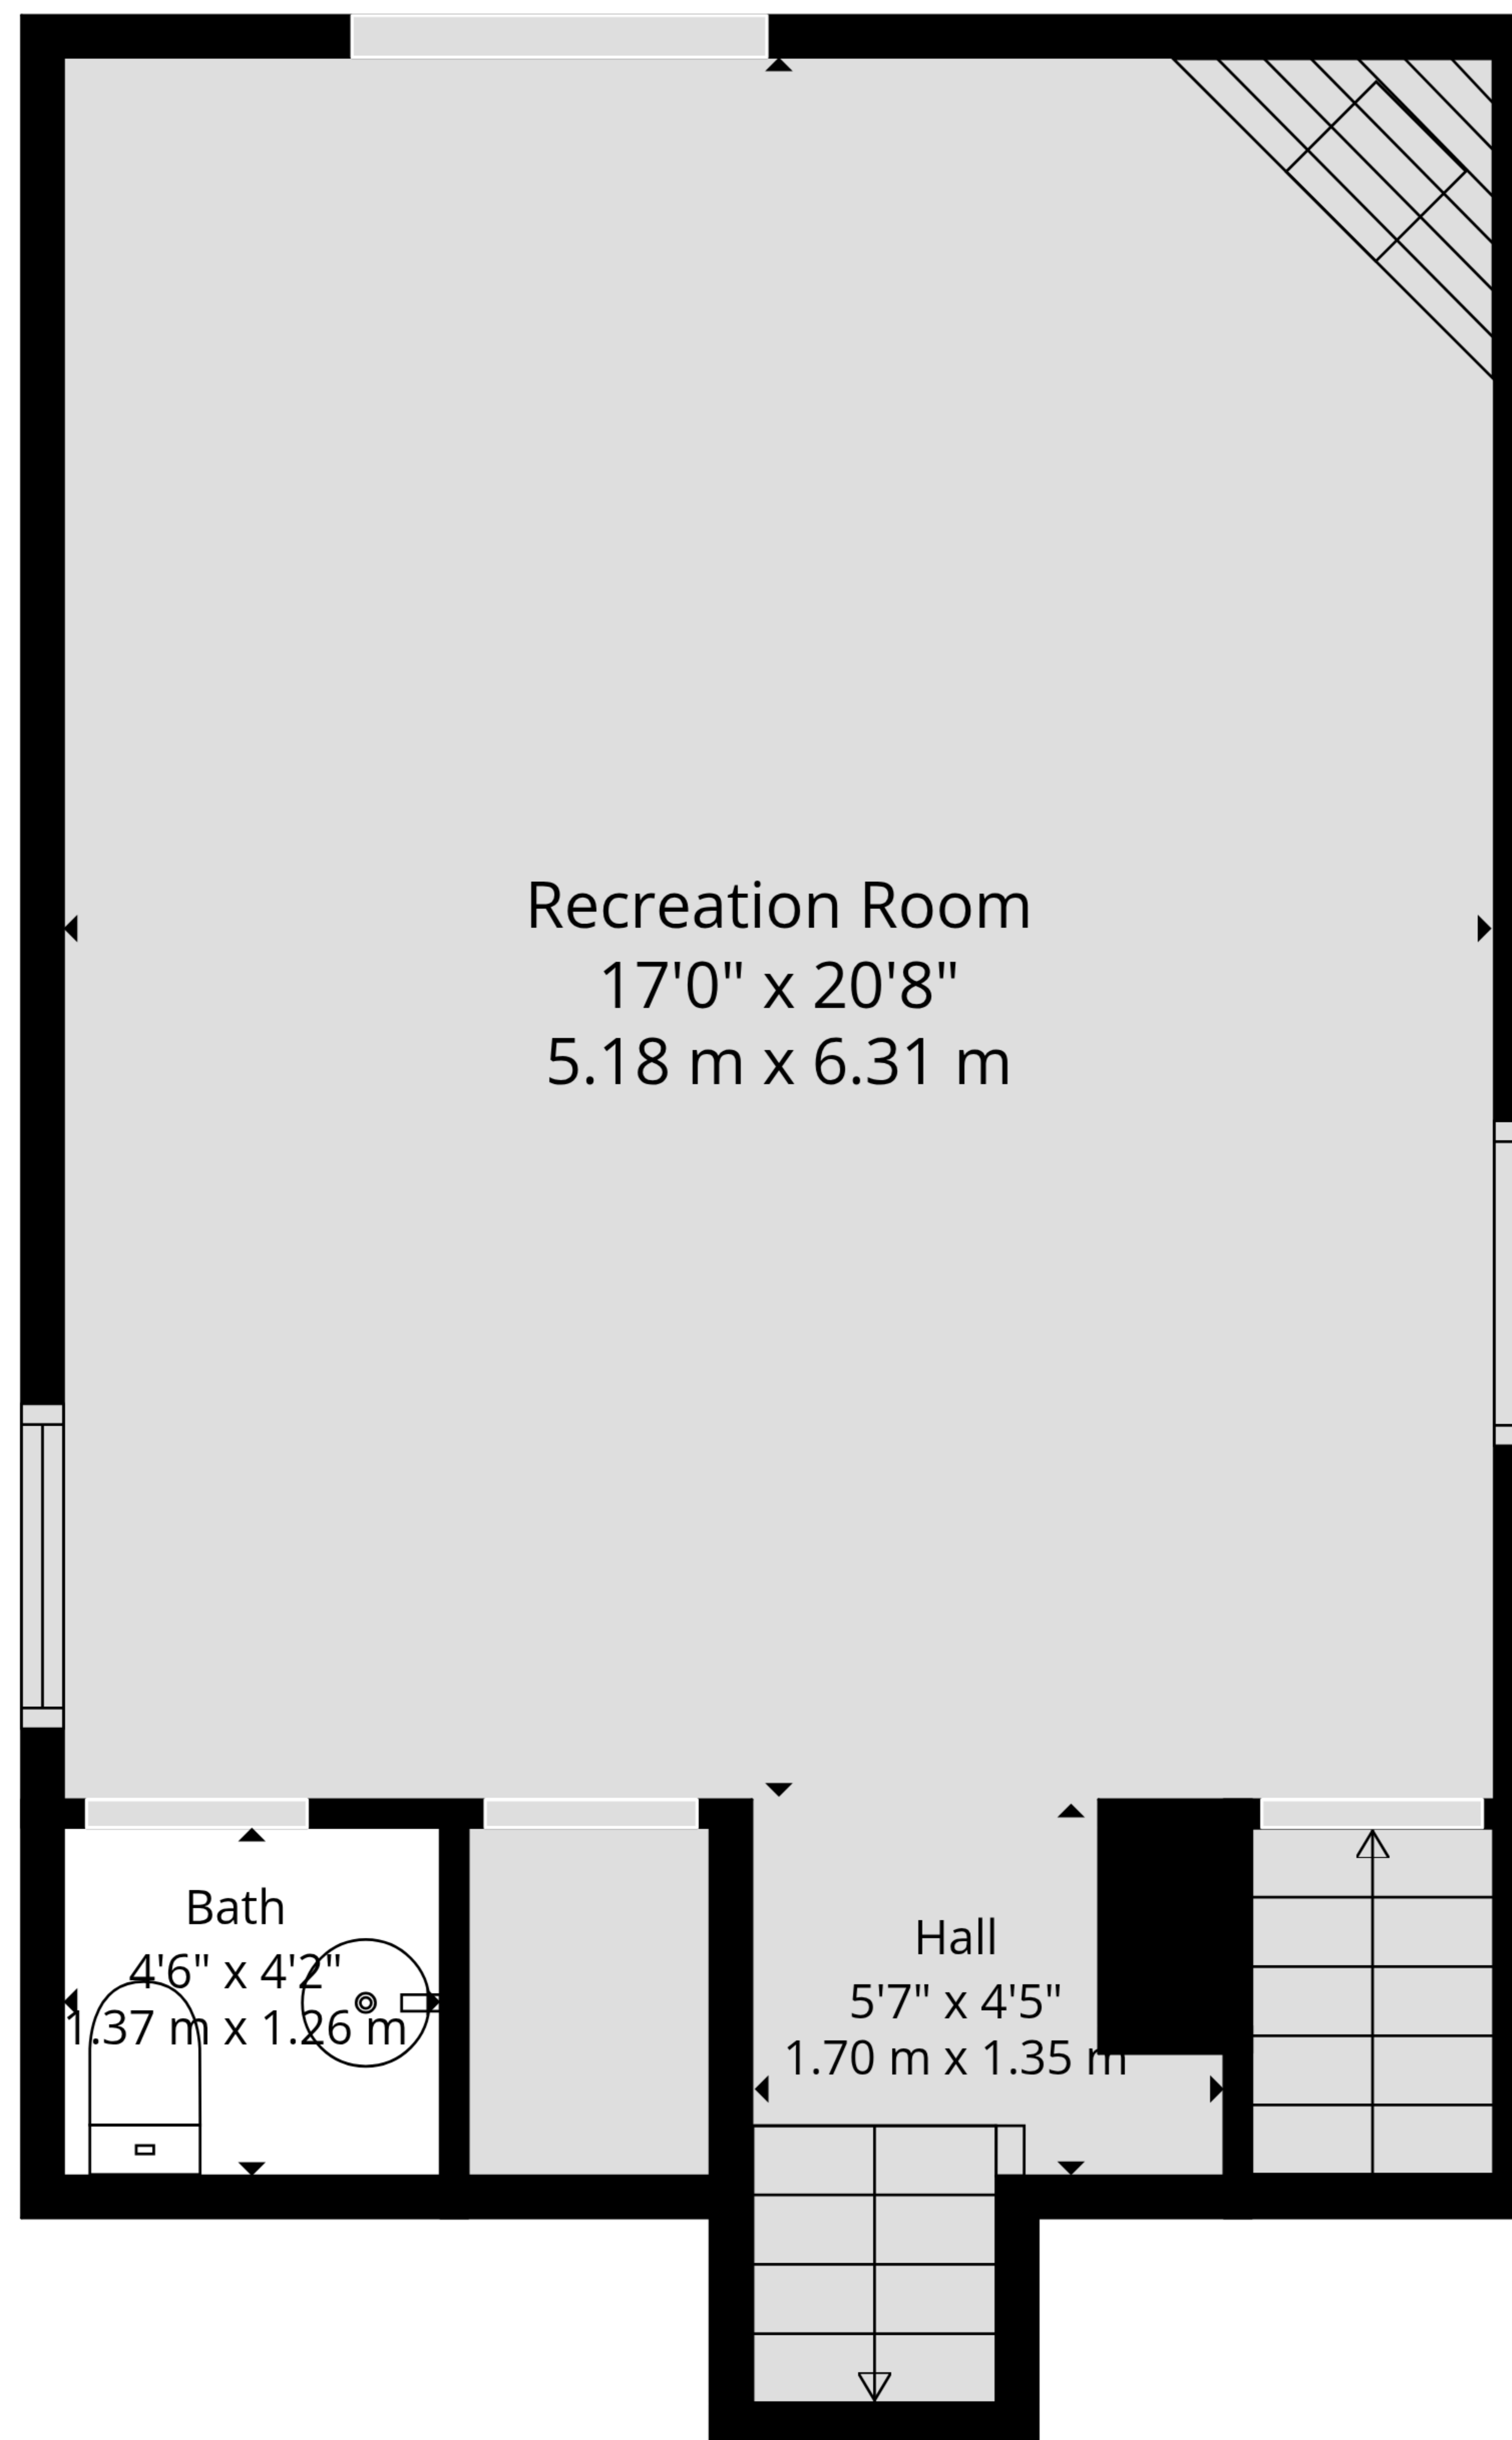 Recreation Room
17'0" x 20'8"
5.18 m x 6.31 m
Bath
4'6" x 4'2"
1.37 m x 1.26 m
Hall
5'7" x 4'5"
1.70 m x 1.35 m